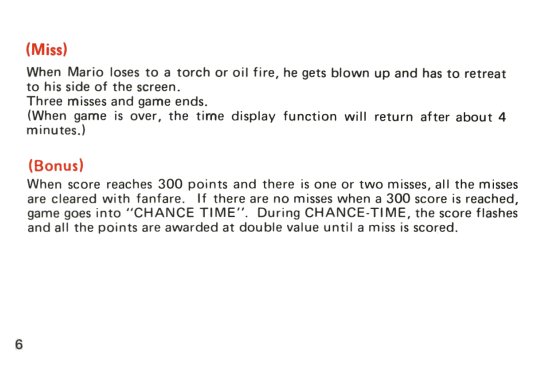 (Miss)
When Mario loses to a torch or oil fire, he gets blown up and has to retreat
to his side of the screen.
Three misses and game ends.
(When game is over, the time display function will return after about 4
minutes.)
(Bonus)
When score reaches 300 points and there is one or two misses, all the misses
are cleared with fanfare. If there are no misses when a 300 score is reached,
game goes into "CHANCE TIME". During CHANCE-TIME, the score flashes
and all the points are awarded at double value until a miss is scored.
6